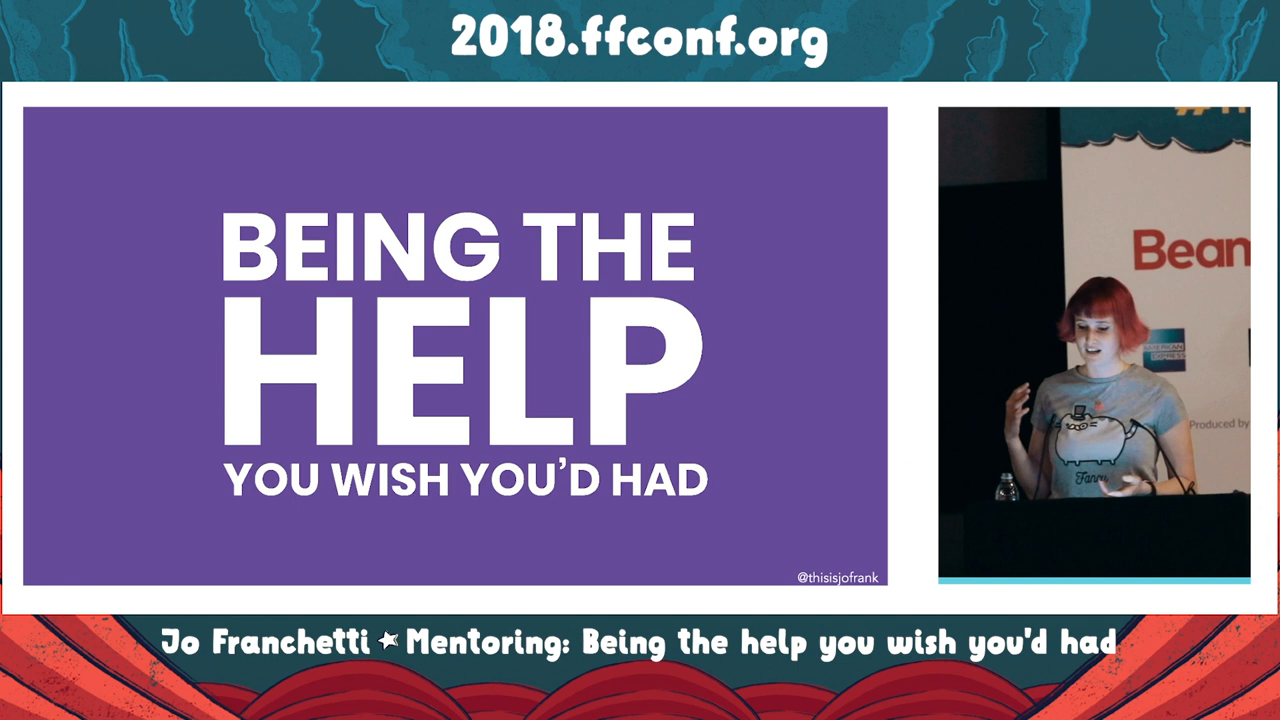 2018.ffconf.org
BEING THE
HELP
YOU WISH YOU'D HAD
@thisisjofrank
Beam
AMERICAN
EXPRESS
Produced by
Jo Franchetti ★ Mentoring: Being the help you wish you'd had